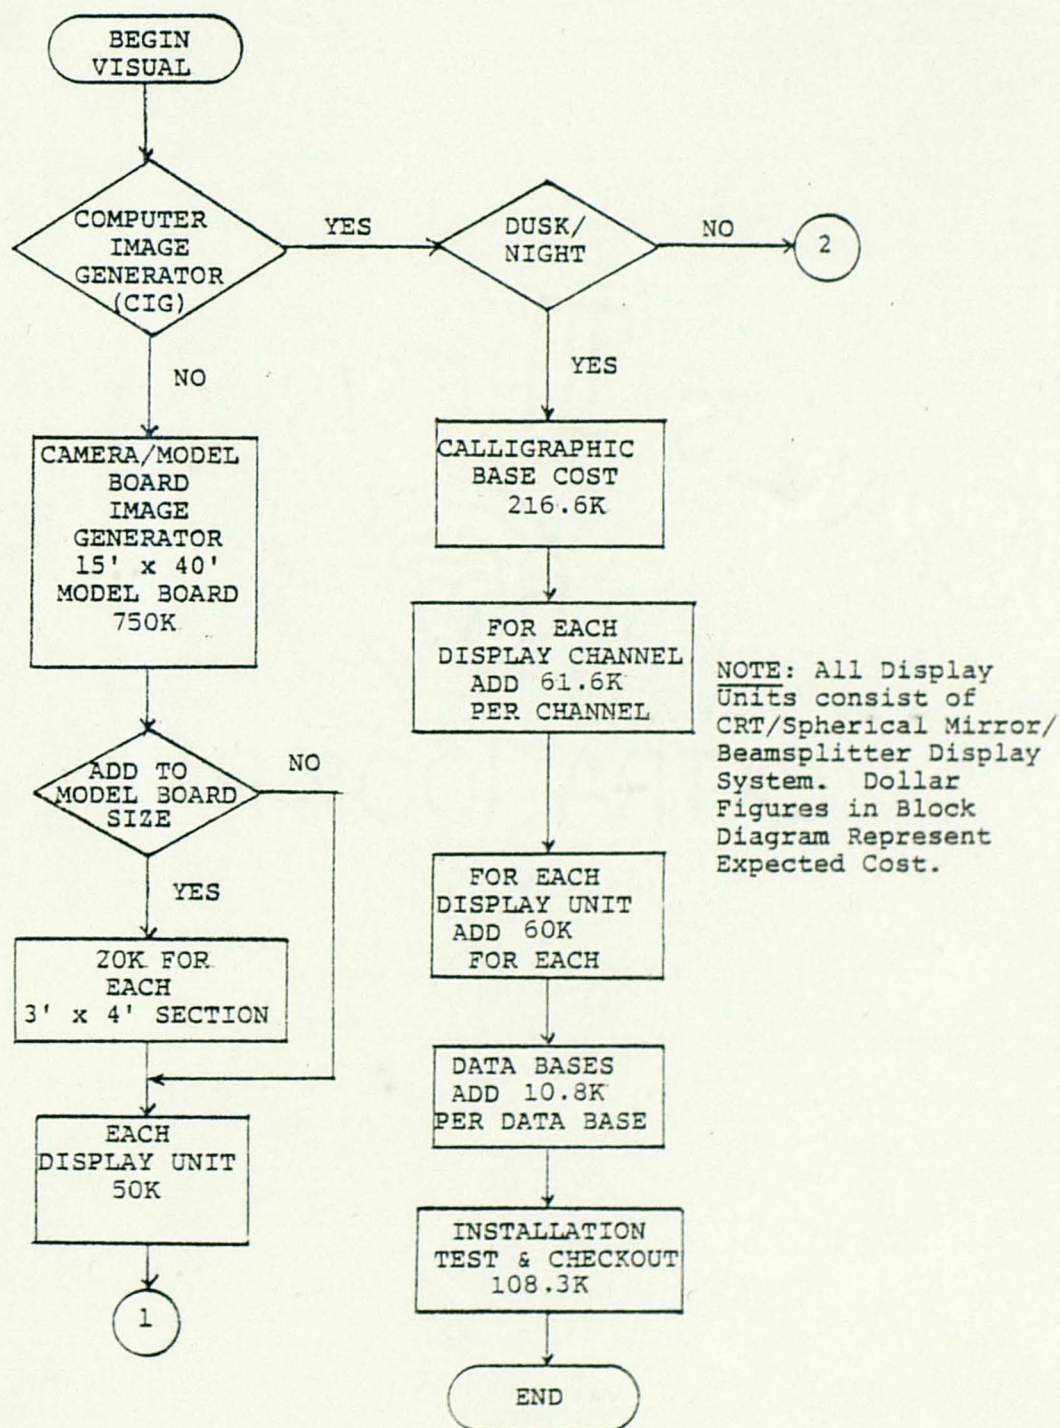 BEGIN
VISUAL
COMPUTER
IMAGE
GENERATOR
(CIG)
YES
DUSK/
NIGHT
NO
2
NO
YES
CAMERA/MODEL
BOARD
IMAGE
GENERATOR
15' x 40'
MODEL BOARD
750K
ADD TO
MODEL BOARD
SIZE
NO
YES
20K FOR
EACH
3' x 4' SECTION
EACH
DISPLAY UNIT
50K
1
CALLIGRAPHIC
BASE COST
216.6K
FOR EACH
DISPLAY CHANNEL
ADD 61.6K
PER CHANNEL
FOR EACH
DISPLAY UNIT
ADD 60K
FOR EACH
DATA BASES
ADD 10.8K
PER DATA BASE
INSTALLATION
TEST & CHECKOUT
108.3K
END
NOTE: All Display
Units consist of
CRT/Spherical Mirror/
Beamsplitter Display
System. Dollar
Figures in Block
Diagram Represent
Expected Cost.